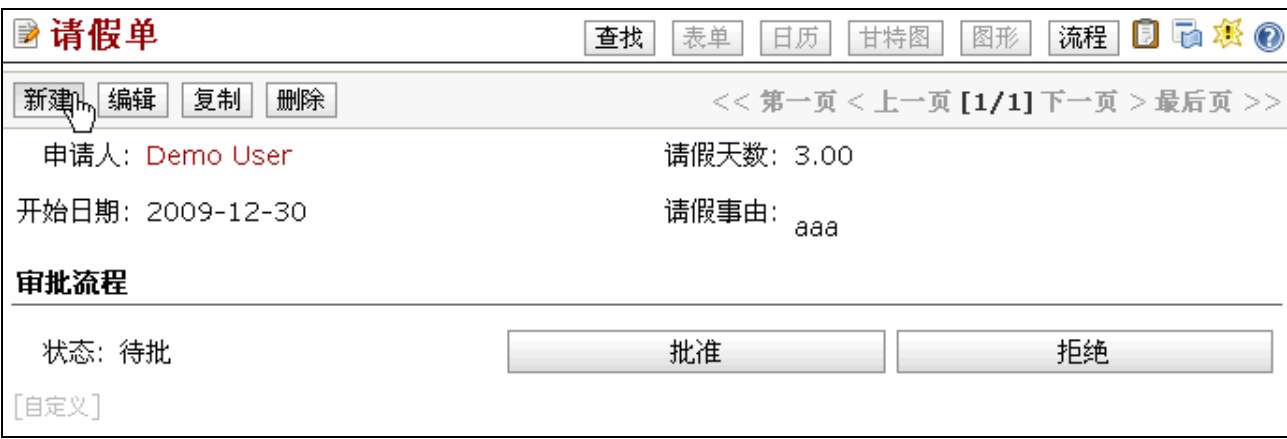 请假单 查找 表单 日历 甘特图 图形 流程
新建 编辑 复制 删除 << 第一页 < 上一页 [1/1] 下一页 > 最后页 >>
申请人: Demo User 请假天数: 3.00
开始日期: 2009-12-30 请假事由: aaa
审批流程
状态: 待批 批准 拒绝
[自定义]